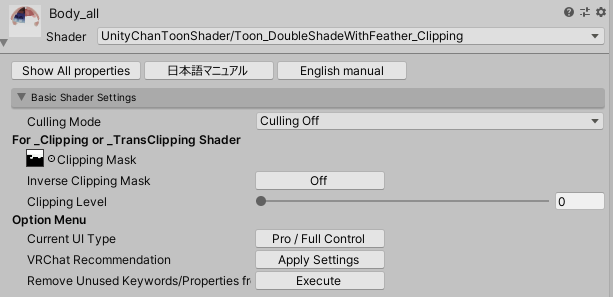 Body_all
Shader UnityChanToonShader/Toon_DoubleShadeWithFeather_Clipping
Show All properties 日本語マニュアル English manual
Basic Shader Settings
Culling Mode Culling Off
For _Clipping or _TransClipping Shader
Clipping Mask
Inverse Clipping Mask Off
Clipping Level 0
Option Menu
Current UI Type Pro / Full Control
VRChat Recommendation Apply Settings
Remove Unused Keywords/Properties fr Execute